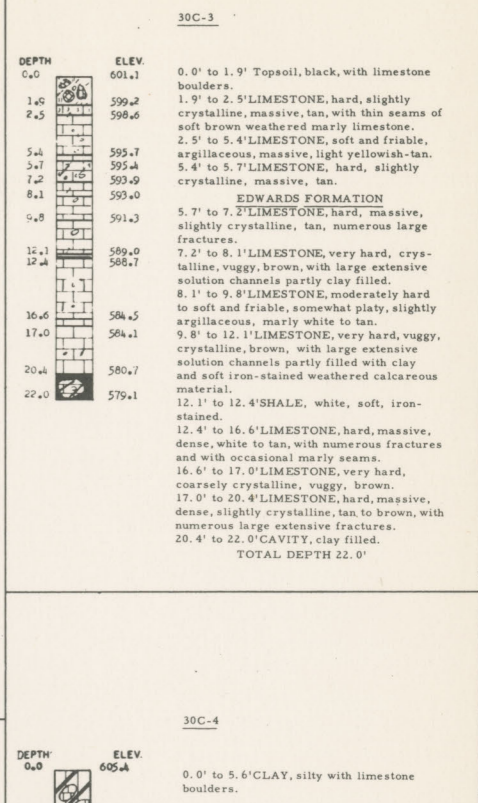 30C-3
DEPTH ELEV.
0.0 601.1
1.9 599.2
2.5 598.6
5.4 595.7
5.7 595.4
7.2 593.9
8.1 593.0
9.8 591.3
12.1 589.0
12.4 588.7
16.6 584.5
17.0 584.1
20.4 580.7
22.0 579.1
0.0' to 1.9' Topsoil, black, with limestone
boulders.
1.9' to 2.5'LIMESTONE, hard, slightly
crystalline, massive, tan, with thin seams of
soft brown weathered marly limestone.
2.5' to 5.4'LIMESTONE, soft and friable,
argillaceous, massive, light yellowish-tan.
5.4' to 5.7'LIMESTONE, hard, slightly
crystalline, massive, tan.
EDWARDS FORMATION
5.7' to 7.2'LIMESTONE, hard, massive,
slightly crystalline, tan, numerous large
fractures.
7.2' to 8.1'LIMESTONE, very hard, crys-
talline, vuggy, brown, with large extensive
solution channels partly clay filled.
8.1' to 9.8'LIMESTONE, moderately hard
to soft and friable, somewhat platy, slightly
argillaceous, marly white to tan.
9.8' to 12.1'LIMESTONE, very hard, vuggy,
crystalline, brown, with large extensive
solution channels partly filled with clay
and soft iron-stained weathered calcareous
material.
12.1' to 12.4'SHALE, white, soft, iron-
stained.
12.4' to 16.6'LIMESTONE, hard, massive,
dense, white to tan, with numerous fractures
and with occasional marly seams.
16.6' to 17.0'LIMESTONE, very hard,
coarsely crystalline, vuggy, brown.
17.0' to 20.4'LIMESTONE, hard, massive,
dense, slightly crystalline, tan to brown, with
numerous large extensive fractures.
20.4' to 22.0'CAVITY, clay filled.
TOTAL DEPTH 22.0'
30C-4
DEPTH ELEV.
0.0 605.4
0.0' to 5.6'CLAY, silty with limestone
boulders.